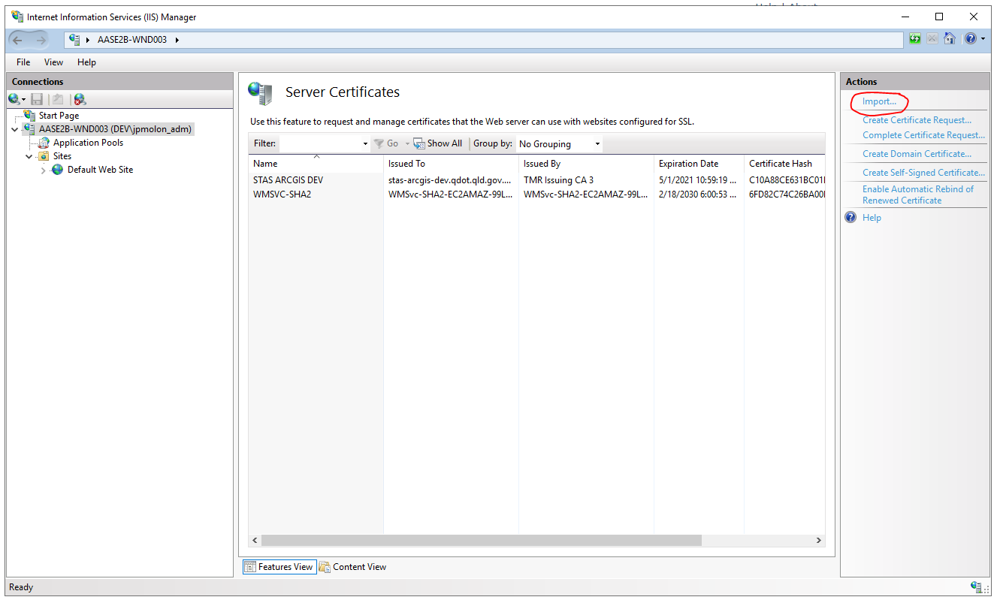 Internet Information Services (IIS) Manager
AASE2B-WND003
File View Help
Connections
Start Page
AASE2B-WND003 (DEV\jpmolon_adm)
Application Pools
Sites
Default Web Site
Server Certificates
Use this feature to request and manage certificates that the Web server can use with websites configured for SSL.
Filter: Go Show All Group by: No Grouping
Name Issued To Issued By Expiration Date Certificate Hash
STAS ARCGIS DEV stas-arcgis-dev.qdot.qld.gov.... TMR Issuing CA 3 5/1/2021 10:59:19 ... C10A88CE631BC01
WMSVC-SHA2 WMSvc-SHA2-EC2AMAZ-99L... WMSvc-SHA2-EC2AMAZ-99L... 2/18/2030 6:00:53 ... 6FD82C74C26BA00
Features View Content View
Actions
Import...
Create Certificate Request...
Complete Certificate Request...
Create Domain Certificate...
Create Self-Signed Certificate...
Enable Automatic Rebind of
Renewed Certificate
Help
Ready